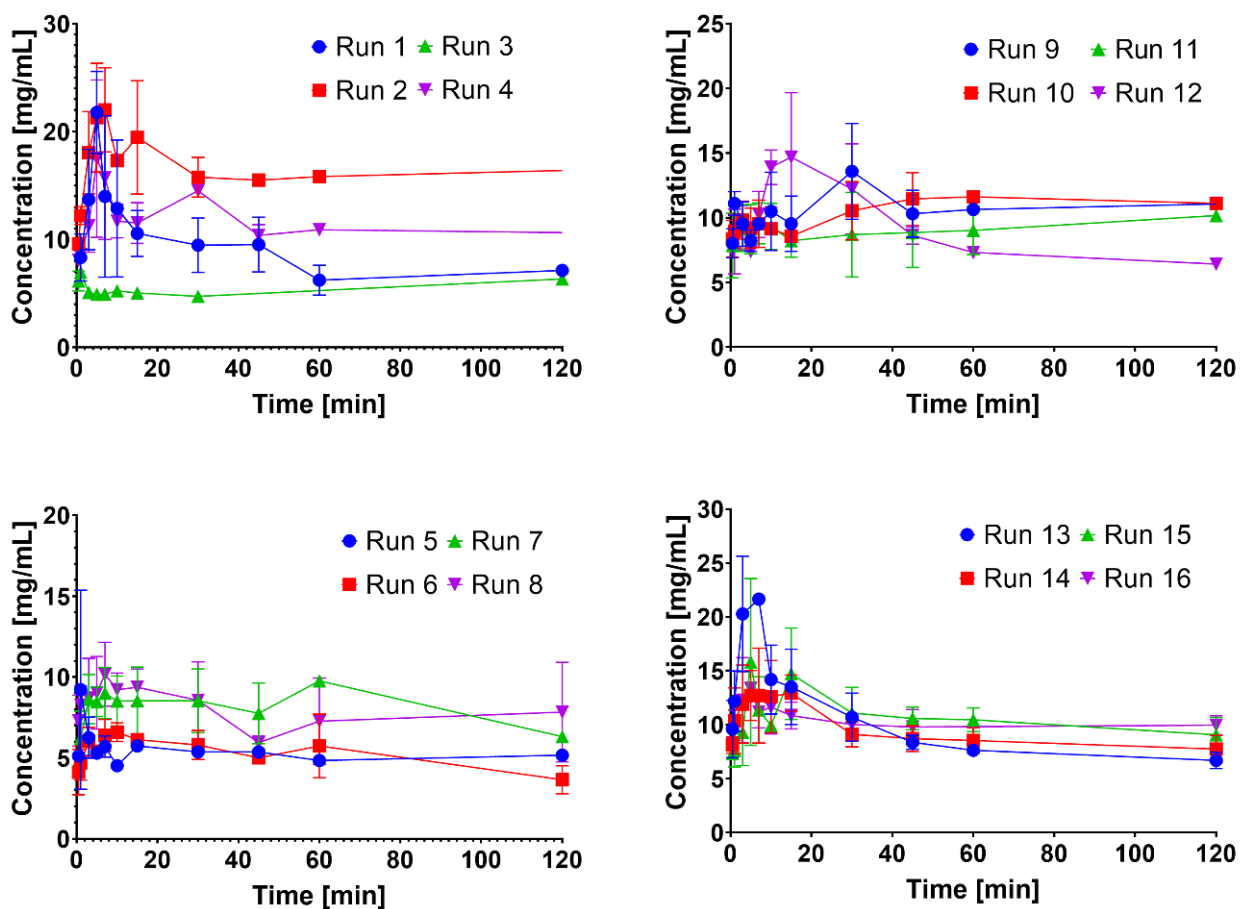 Concentration [mg/mL]
30
20
10
0
Run 1 Run 3
Run 2 Run 4
0 20 40 60 80 100 120
Time [min]
Concentration [mg/mL]
25
20
15
10
5
0
Run 9 Run 11
Run 10 Run 12
0 20 40 60 80 100 120
Time [min]
Concentration [mg/mL]
20
15
10
5
0
Run 5 Run 7
Run 6 Run 8
0 20 40 60 80 100 120
Time [min]
Concentration [mg/mL]
30
25
20
15
10
5
0
Run 13 Run 15
Run 14 Run 16
0 20 40 60 80 100 120
Time [min]